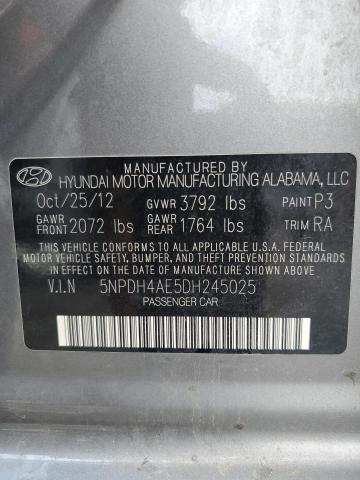 MANUFACTURED BY
HYUNDAI MOTOR MANUFACTURING ALABAMA, LLC
Oct/25/12 GVWR 3792 lbs PAINT P3
GAWR FRONT 2072 lbs GAWR REAR 1764 lbs TRIM RA
THIS VEHICLE CONFORMS TO ALL APPLICABLE U.S.A. FEDERAL
MOTOR VEHICLE SAFETY, BUMPER, AND THEFT PREVENTION STANDARDS
IN EFFECT ON THE DATE OF MANUFACTURE SHOWN ABOVE.
V.I.N 5NPDH4AE5DH245025
PASSENGER CAR